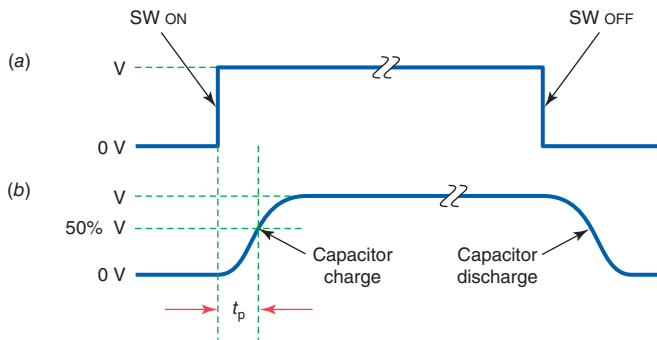 SW ON
SW OFF
(a)
V
0 V
(b)
V
50% V
0 V
Capacitor
charge
Capacitor
discharge
tp